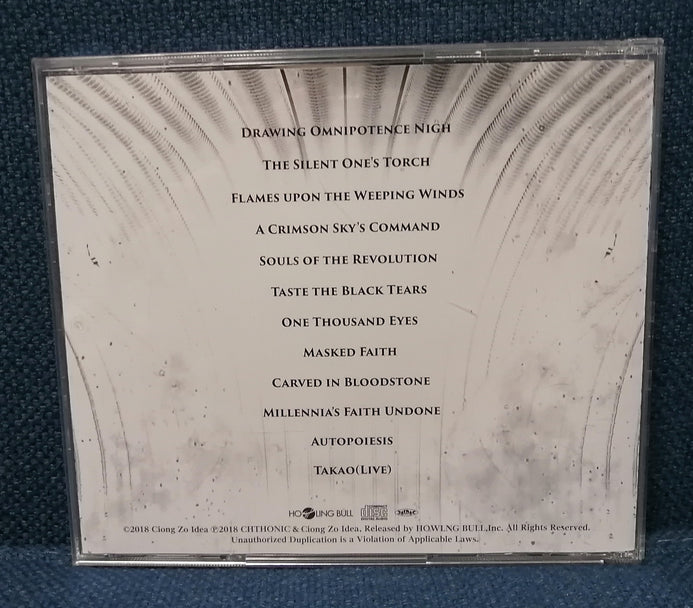 DRAWING OMNIPOTENCE NIGH
THE SILENT ONE'S TORCH
FLAMES UPON THE WEEPING WINDS
A CRIMSON SKY'S COMMAND
SOULS OF THE REVOLUTION
TASTE THE BLACK TEARS
ONE THOUSAND EYES
MASKED FAITH
CARVED IN BLOODSTONE
MILLENNIA'S FAITH UNDONE
AUTOPOIESIS
TAKAO(LIVE)
HOWLING BULL
disc
DIGITAL AUDIO
©2018 Ciong Zo Idea ℗2018 CHTHONIC & Ciong Zo Idea. Released by HOWLNG BULL,Inc. All Rights Reserved.
Unauthorized Duplication is a Violation of Applicable Laws.